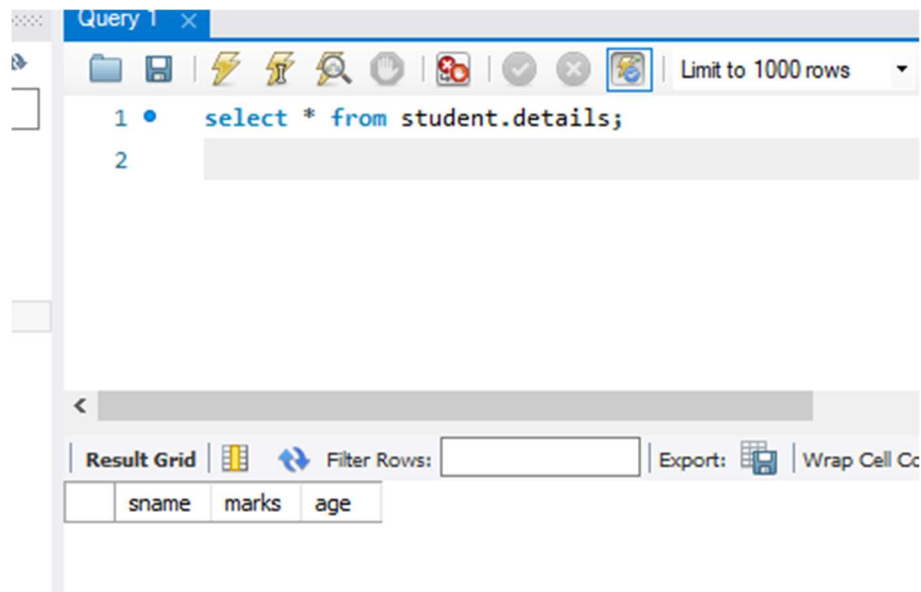 Query 1
Limit to 1000 rows
1 select * from student.details;
2
Result Grid Filter Rows: Export: Wrap Cell Co
sname marks age